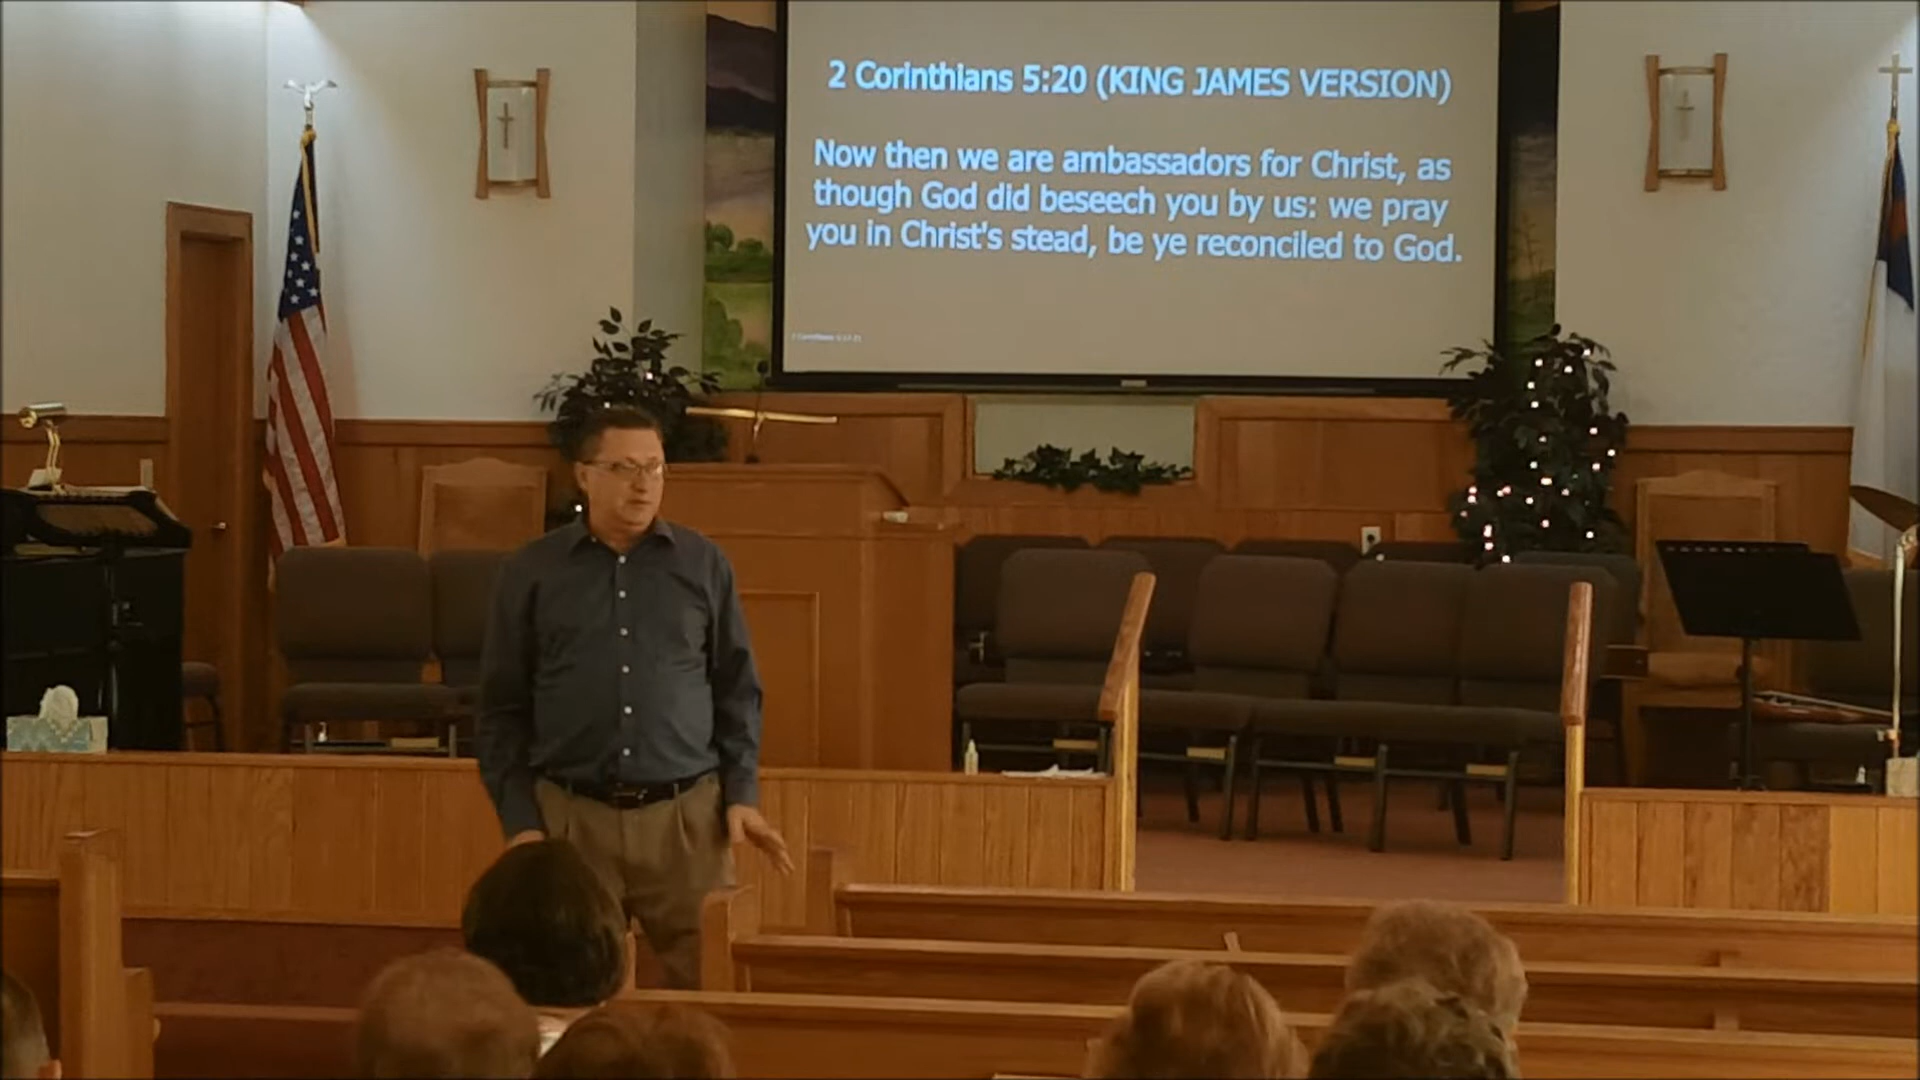 2 Corinthians 5:20 (KING JAMES VERSION)
Now then we are ambassadors for Christ, as
though God did beseech you by us: we pray
you in Christ's stead, be ye reconciled to God.